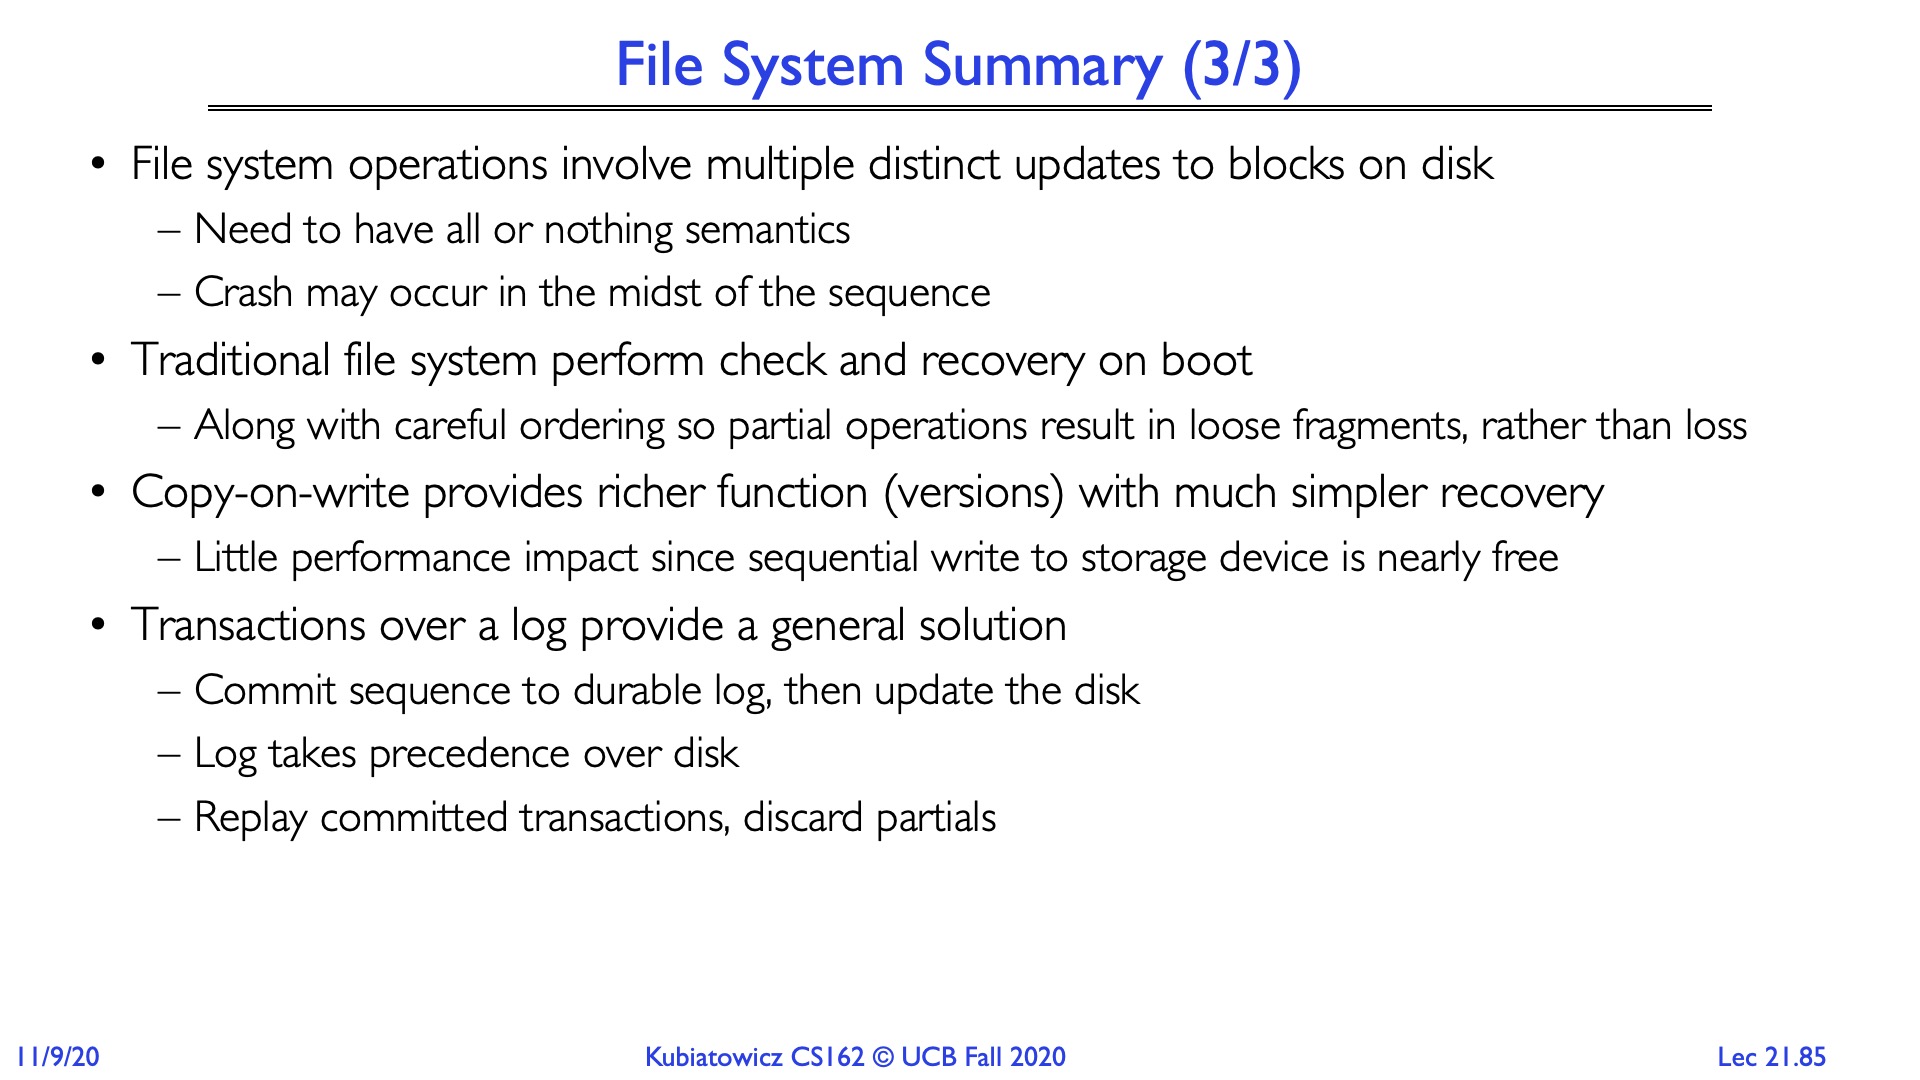 File System Summary (3/3)
• File system operations involve multiple distinct updates to blocks on disk
– Need to have all or nothing semantics
– Crash may occur in the midst of the sequence
• Traditional file system perform check and recovery on boot
– Along with careful ordering so partial operations result in loose fragments, rather than loss
• Copy-on-write provides richer function (versions) with much simpler recovery
– Little performance impact since sequential write to storage device is nearly free
• Transactions over a log provide a general solution
– Commit sequence to durable log, then update the disk
– Log takes precedence over disk
– Replay committed transactions, discard partials
11/9/20
Kubiatowicz CS162 © UCB Fall 2020
Lec 21.85